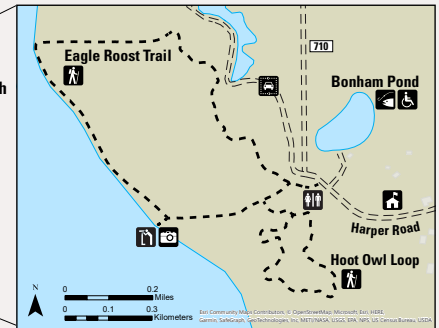 h
Eagle Roost Trail
710
Bonham Pond
Harper Road
Hoot Owl Loop
N
0 0.2
Miles
0 0.1 0.3
Kilometers
Esri Community Maps Contributors, © OpenStreetMap, Microsoft, Esri, HERE,
Garmin, SafeGraph, GeoTechnologies, Inc, METI/NASA, USGS, EPA, NPS, US Census Bureau, USDA